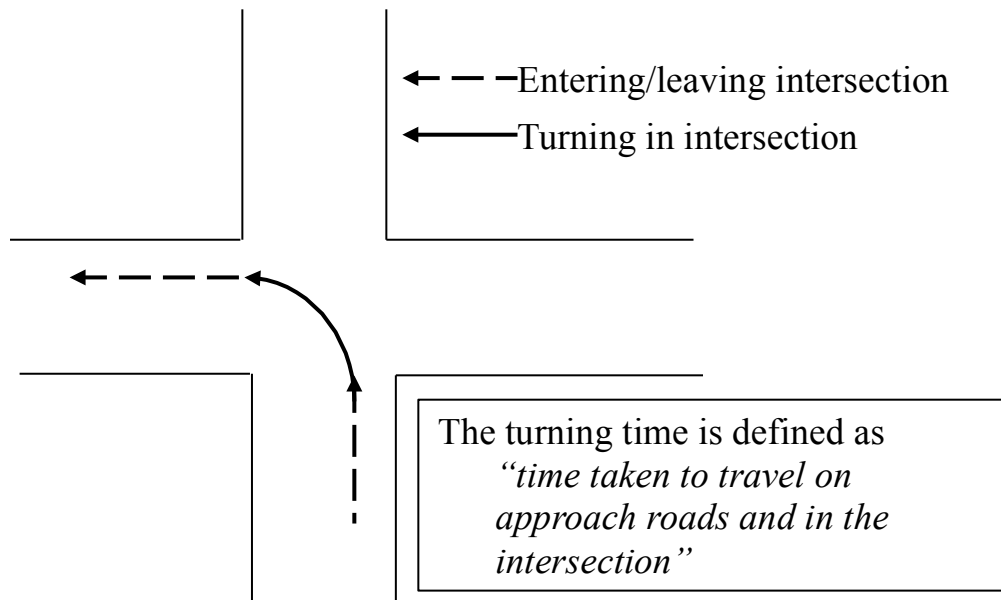 Entering/leaving intersection
Turning in intersection
The turning time is defined as
“time taken to travel on
approach roads and in the
intersection”